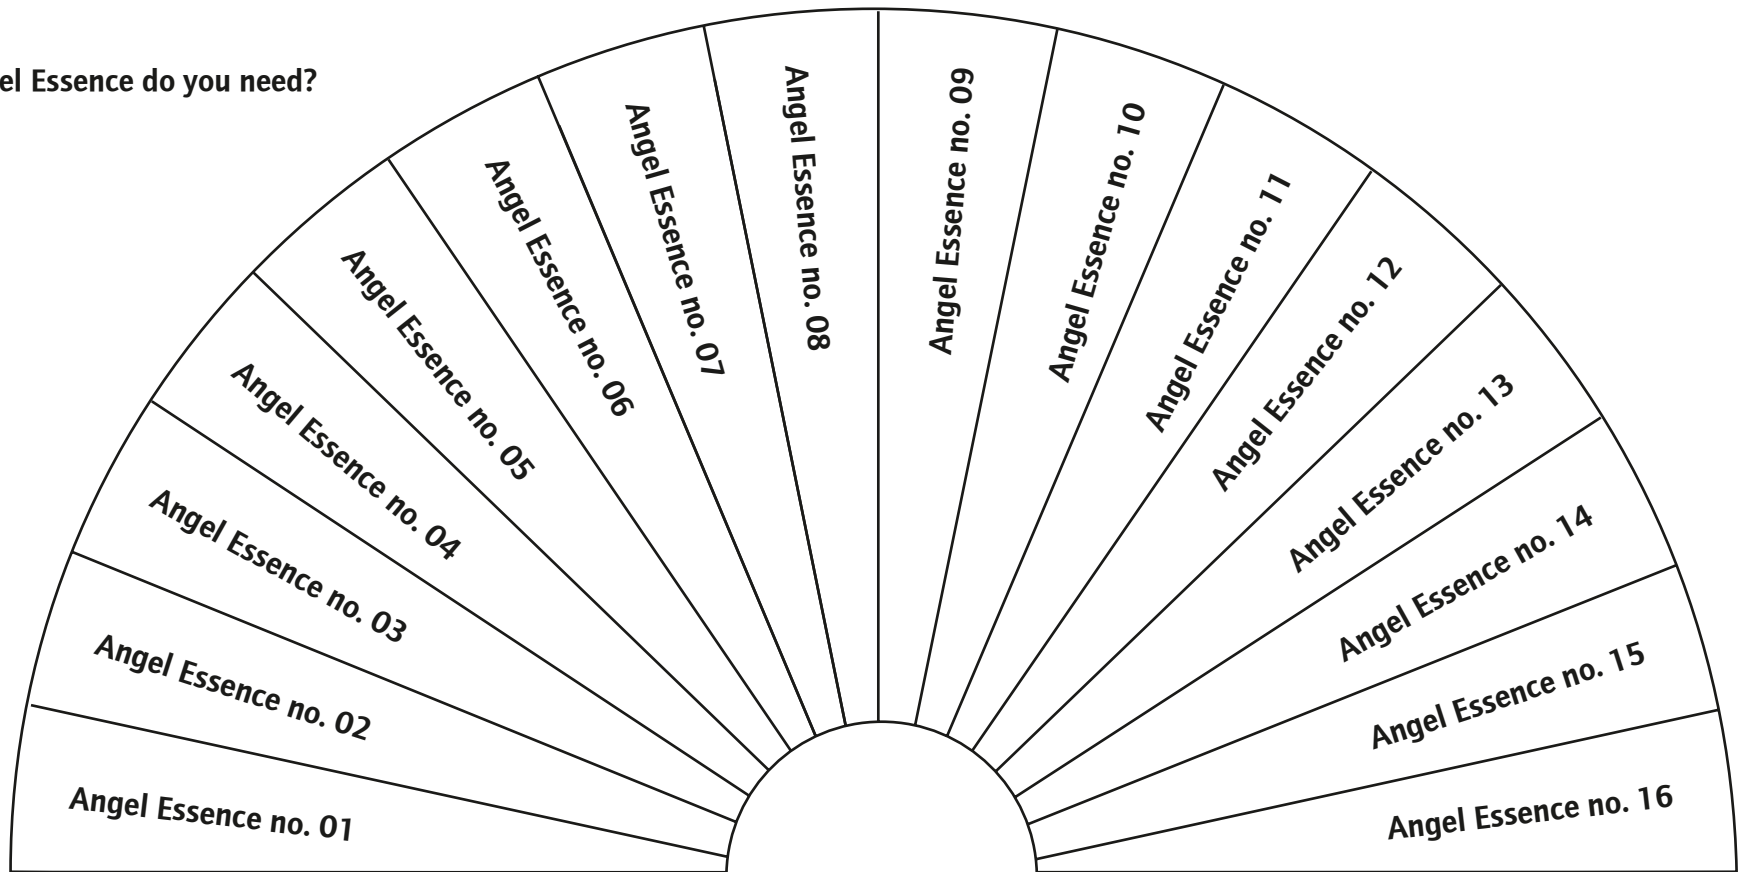 el Essence do you need?
Angel Essence no. 01
Angel Essence no. 02
Angel Essence no. 03
Angel Essence no. 04
Angel Essence no. 05
Angel Essence no. 06
Angel Essence no. 07
Angel Essence no. 08
Angel Essence no. 09
Angel Essence no. 10
Angel Essence no. 11
Angel Essence no. 12
Angel Essence no. 13
Angel Essence no. 14
Angel Essence no. 15
Angel Essence no. 16